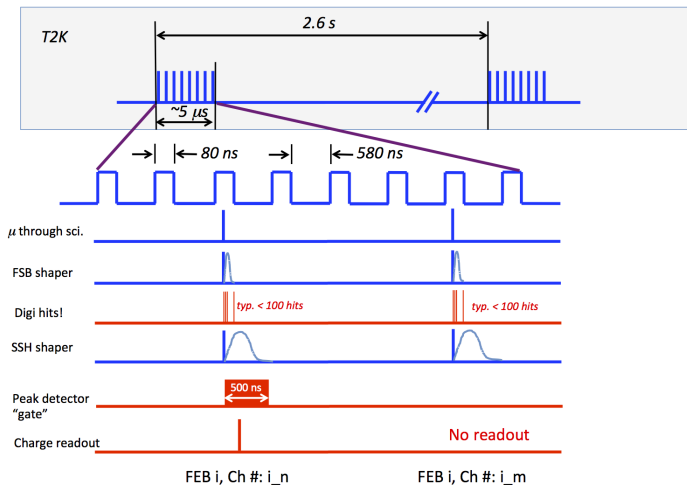 T2K
2.6 s
~5 μs
80 ns
580 ns
μ through sci.
FSB shaper
Digi hits!
typ. < 100 hits
typ. < 100 hits
SSH shaper
500 ns
Peak detector
“gate”
Charge readout
No readout
FEB i, Ch #: i_n
FEB i, Ch #: i_m